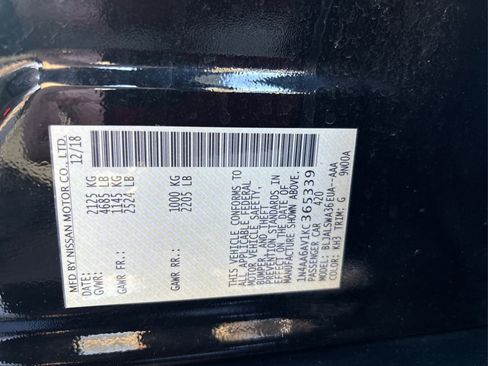 MFD BY NISSAN MOTOR CO., LTD.
12/18
GVWR: 2125 KG
4685 LB
GAWR FR.: 1145 KG
2524 LB
GAWR RR.: 1000 KG
2205 LB
THIS VEHICLE CONFORMS TO
ALL APPLICABLE FEDERAL
MOTOR VEHICLE SAFETY,
BUMPER, AND THEFT
PREVENTION STANDARDS IN
EFFECT ON THE DATE OF
MANUFACTURE SHOWN ABOVE.
1N4AA6AV1KC365339
PASSENGER CAR 420
COLOR: KH3 TRIM: G 9N00A